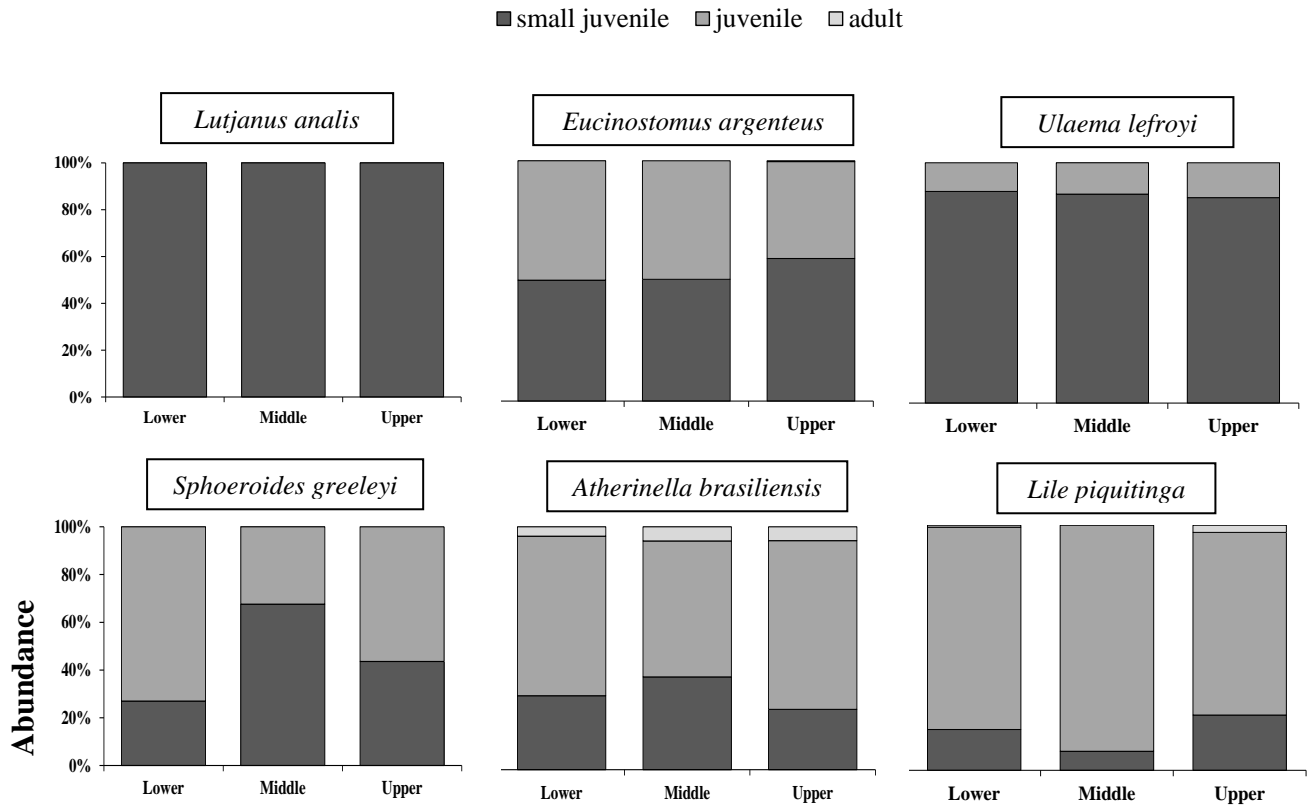 small juvenile juvenile adult
Lutjanus analis
Eucinostomus argenteus
Ulaema lefroyi
100%
80%
60%
40%
20%
0%
Lower Middle Upper
Lower Middle Upper
Lower Middle Upper
Sphoeroides greeleyi
Atherinella brasiliensis
Lile piquitinga
Abundance
100%
80%
60%
40%
20%
0%
Lower Middle Upper
Lower Middle Upper
Lower Middle Upper